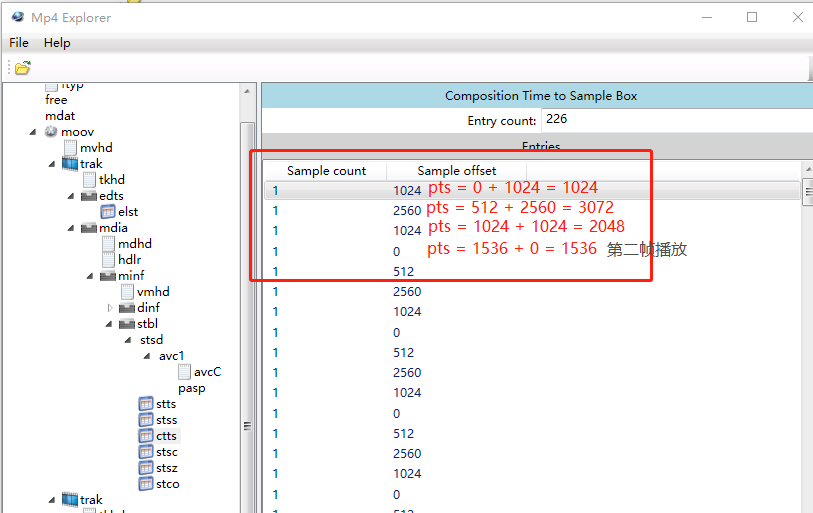 Mp4 Explorer
File Help
ftyp
free
mdat
moov
mvhd
trak
tkhd
edts
elst
mdia
mdhd
hdlr
minf
vmhd
dinf
stbl
stsd
avc1
avcC
pasp
stts
stss
ctts
stsc
stsz
stco
trak
tkhd
Composition Time to Sample Box
Entry count: 226
Entries
Sample count Sample offset
1 1024 pts = 0 + 1024 = 1024
1 2560 pts = 512 + 2560 = 3072
1 1024 pts = 1024 + 1024 = 2048
1 0 pts = 1536 + 0 = 1536 第二帧播放
1 512
1 2560
1 1024
1 0
1 512
1 2560
1 1024
1 0
1 512
1 2560
1 1024
1 0
1 512